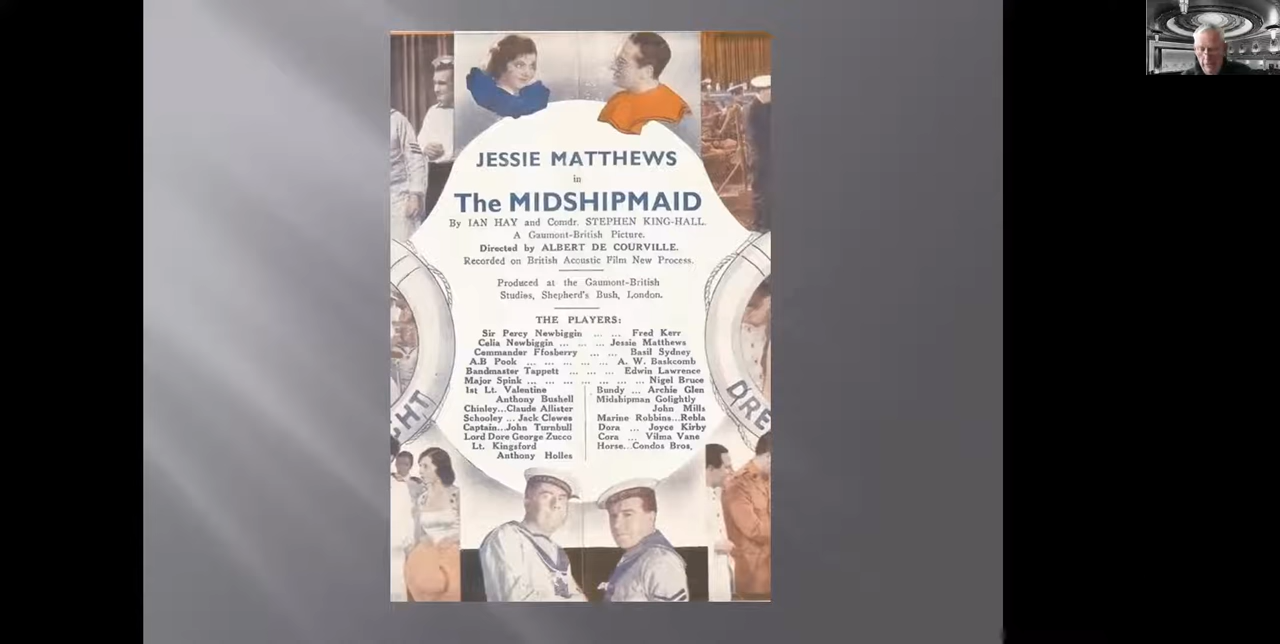 JESSIE MATTHEWS
in
The MIDSHIPMAID
By IAN HAY and Comdr. STEPHEN KING-HALL.
A Gaumont-British Picture.
Directed by ALBERT DE COURVILLE.
Recorded on British Acoustic Film New Process.
Produced at the Gaumont-British
Studios, Shepherd's Bush, London.
THE PLAYERS:
Sir Percy Newbiggin ... ... Fred Kerr
Celia Newbiggin ... ... ... Jessie Matthews
Commander Ffosberry ... ... Basil Sydney
A.B Pook ... ... ... ... ... A. W. Baskcomb
Bandmaster Tappett ... ... ... Edwin Lawrence
Major Spink ... ... ... ... ... ... ... Nigel Bruce
1st Lt. Valentine
Anthony Bushell
Chinley...Claude Allister
Schooley ... Jack Clewes
Captain...John Turnbull
Lord Dore George Zucco
Lt. Kingsford
Anthony Holles
Bundy ... Archie Glen
Midshipman Golightly
John Mills
Marine Robbins...Rebla
Dora ... Joyce Kirby
Cora ... Vilma Vane
Horse...Condos Bros.
GHT
DRE